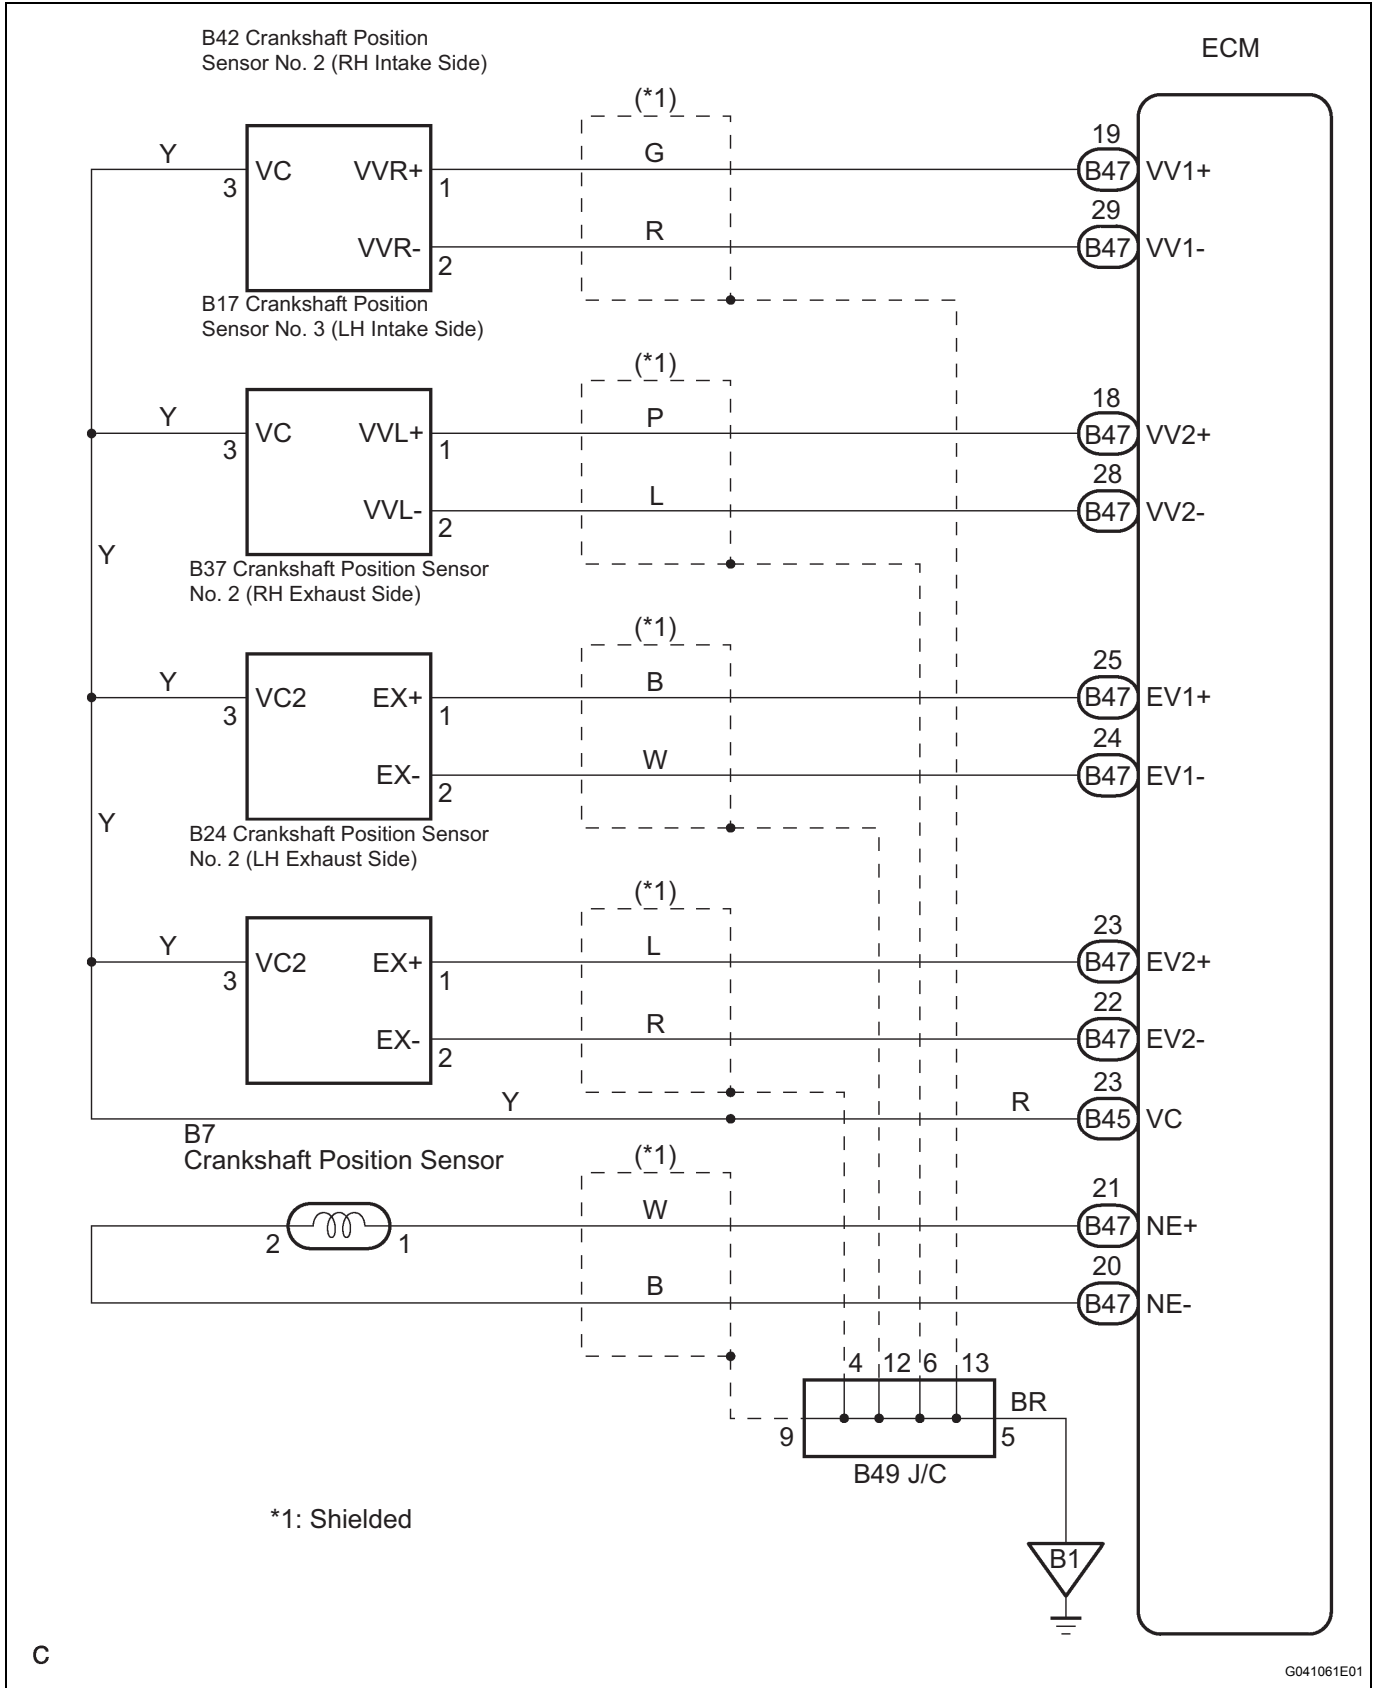 B42 Crankshaft Position
Sensor No. 2 (RH Intake Side)
ECM
(*1)
Y
3
VC
VVR+
1
G
19
B47
VV1+
VVR-
2
R
29
B47
VV1-
B17 Crankshaft Position
Sensor No. 3 (LH Intake Side)
(*1)
Y
3
VC
VVL+
1
P
18
B47
VV2+
VVL-
2
L
28
B47
VV2-
Y
B37 Crankshaft Position Sensor
No. 2 (RH Exhaust Side)
(*1)
Y
3
VC2
EX+
1
B
25
B47
EV1+
EX-
2
W
24
B47
EV1-
Y
B24 Crankshaft Position Sensor
No. 2 (LH Exhaust Side)
(*1)
Y
3
VC2
EX+
1
L
23
B47
EV2+
EX-
2
R
22
B47
EV2-
Y
R
23
B45
VC
B7
Crankshaft Position Sensor
(*1)
2
1
W
21
B47
NE+
B
20
B47
NE-
4
12
6
13
BR
9
5
B49 J/C
*1: Shielded
B1
C
G041061E01